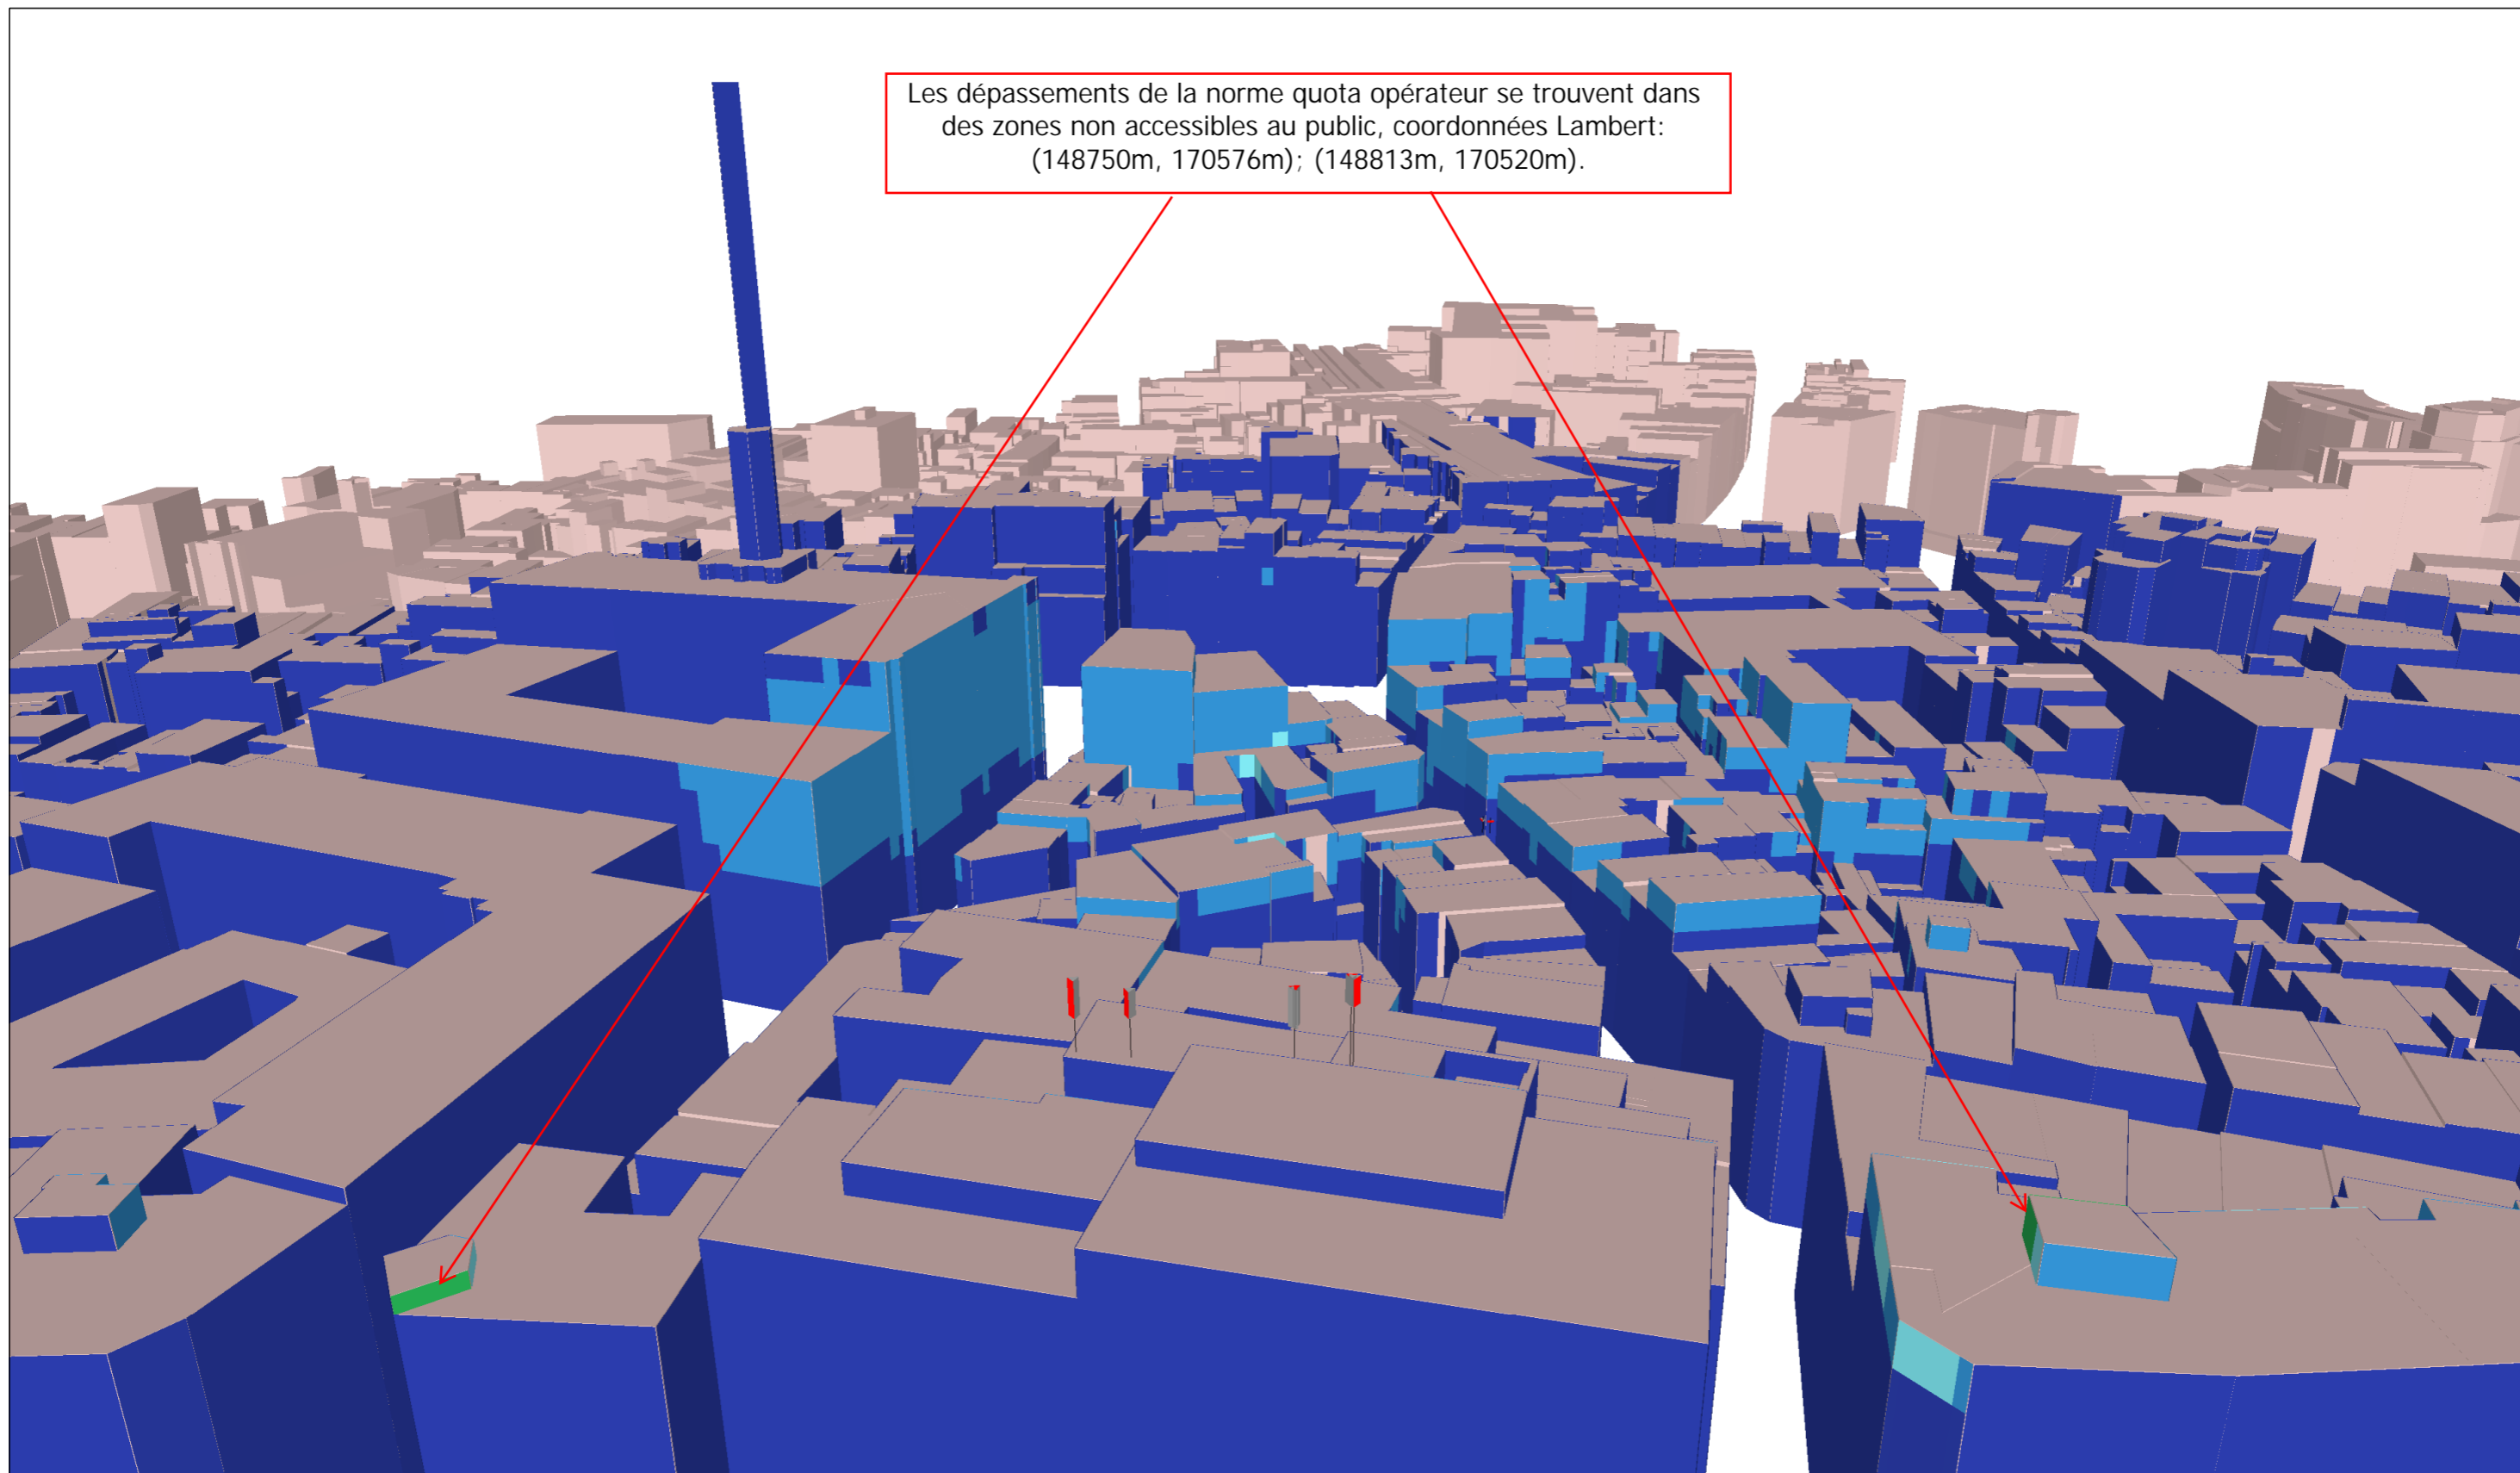 Les dépassements de la norme quota opérateur se trouvent dans
des zones non accessibles au public, coordonnées Lambert:
(148750m, 170576m); (148813m, 170520m).